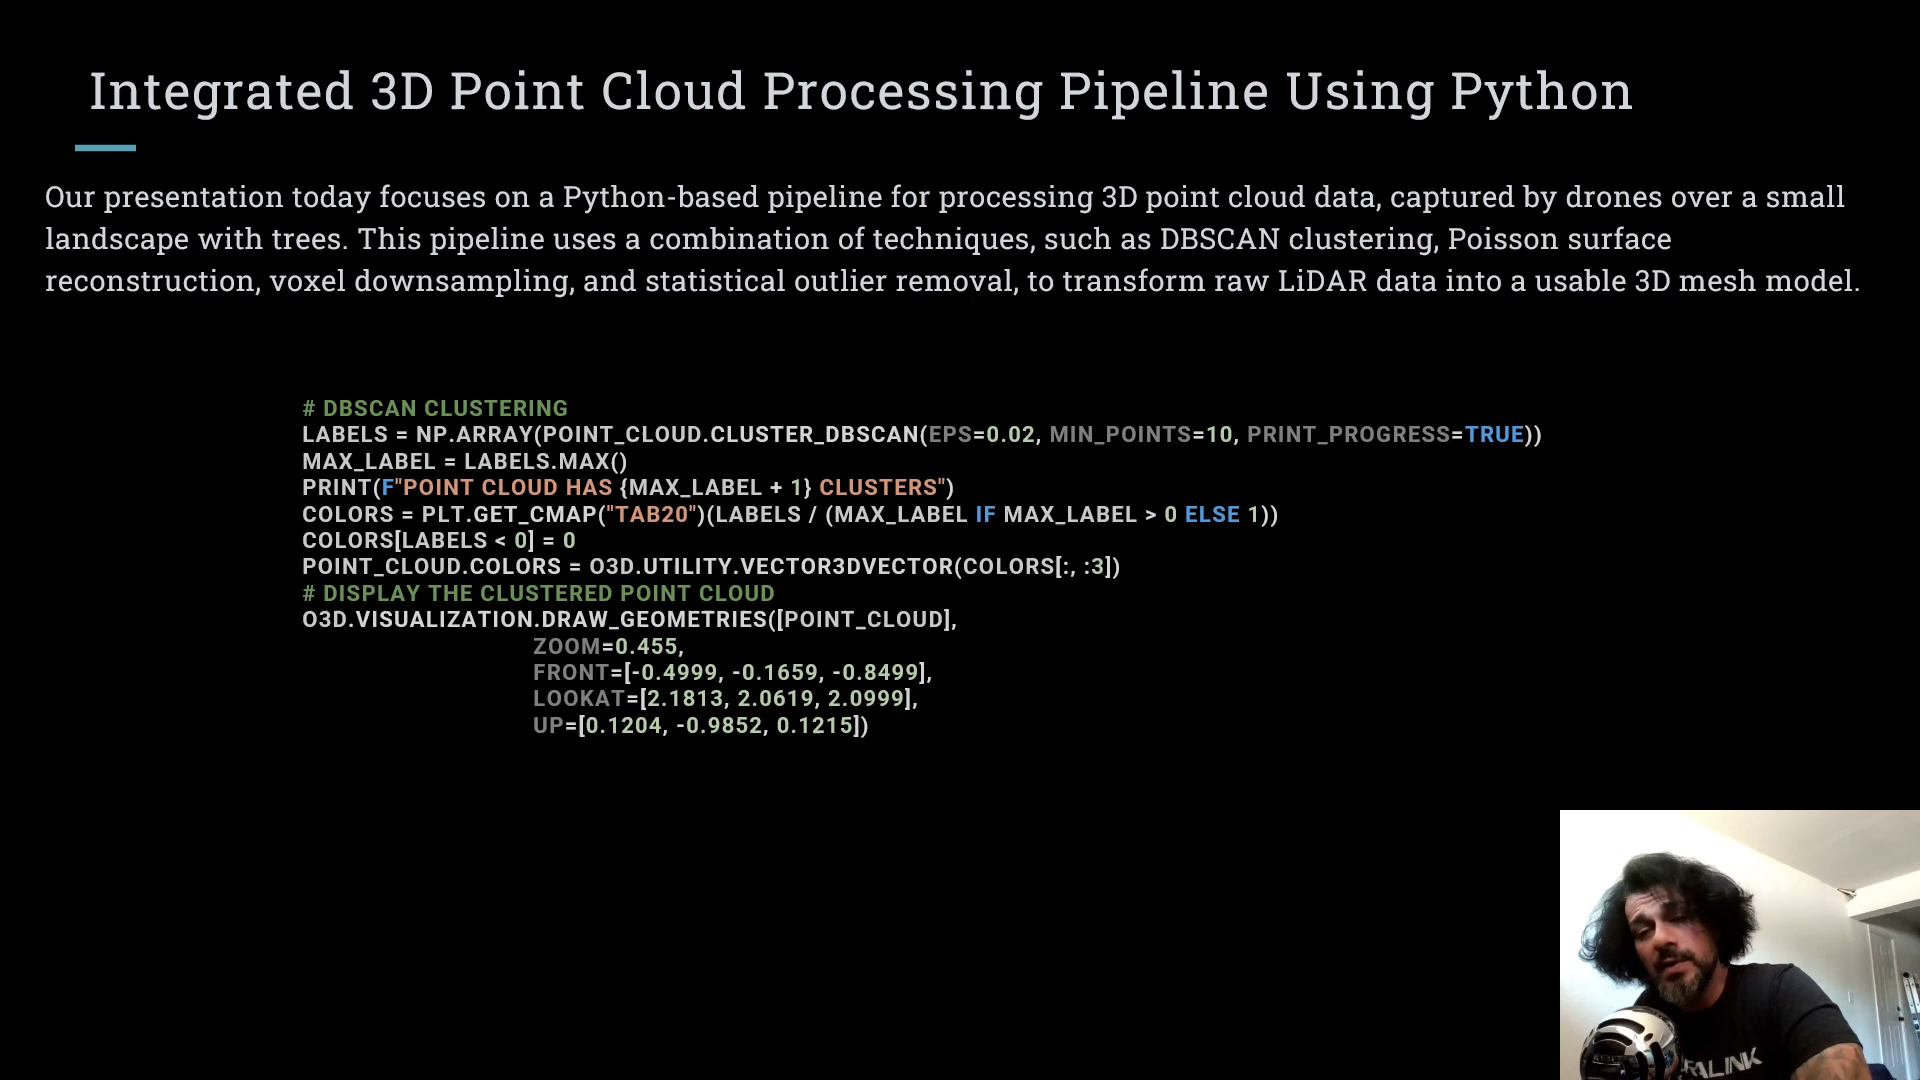 Integrated 3D Point Cloud Processing Pipeline Using Python
Our presentation today focuses on a Python-based pipeline for processing 3D point cloud data, captured by drones over a small
landscape with trees. This pipeline uses a combination of techniques, such as DBSCAN clustering, Poisson surface
reconstruction, voxel downsampling, and statistical outlier removal, to transform raw LiDAR data into a usable 3D mesh model.
# DBSCAN CLUSTERING
LABELS = NP.ARRAY(POINT_CLOUD.CLUSTER_DBSCAN(EPS=0.02, MIN_POINTS=10, PRINT_PROGRESS=TRUE))
MAX_LABEL = LABELS.MAX()
PRINT(F"POINT CLOUD HAS {MAX_LABEL + 1} CLUSTERS")
COLORS = PLT.GET_CMAP("TAB20")(LABELS / (MAX_LABEL IF MAX_LABEL > 0 ELSE 1))
COLORS[LABELS < 0] = 0
POINT_CLOUD.COLORS = O3D.UTILITY.VECTOR3DVECTOR(COLORS[:, :3])
# DISPLAY THE CLUSTERED POINT CLOUD
O3D.VISUALIZATION.DRAW_GEOMETRIES([POINT_CLOUD],
ZOOM=0.455,
FRONT=[-0.4999, -0.1659, -0.8499],
LOOKAT=[2.1813, 2.0619, 2.0999],
UP=[0.1204, -0.9852, 0.1215])